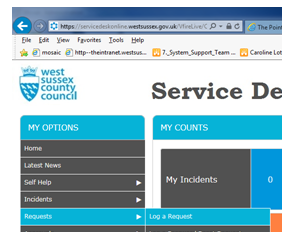 https://servicedeskonline.westsussex.gov.uk/VfireLive/C
The Point
File Edit View Favorites Tools Help
mosaic http--theintranet.westsus... 7._System_Support_Team ... Caroline Lot
west
sussex
county
council
Service De
MY OPTIONS
MY COUNTS
Home
Latest News
Self Help
My Incidents 0
Incidents
Requests
Log a Request